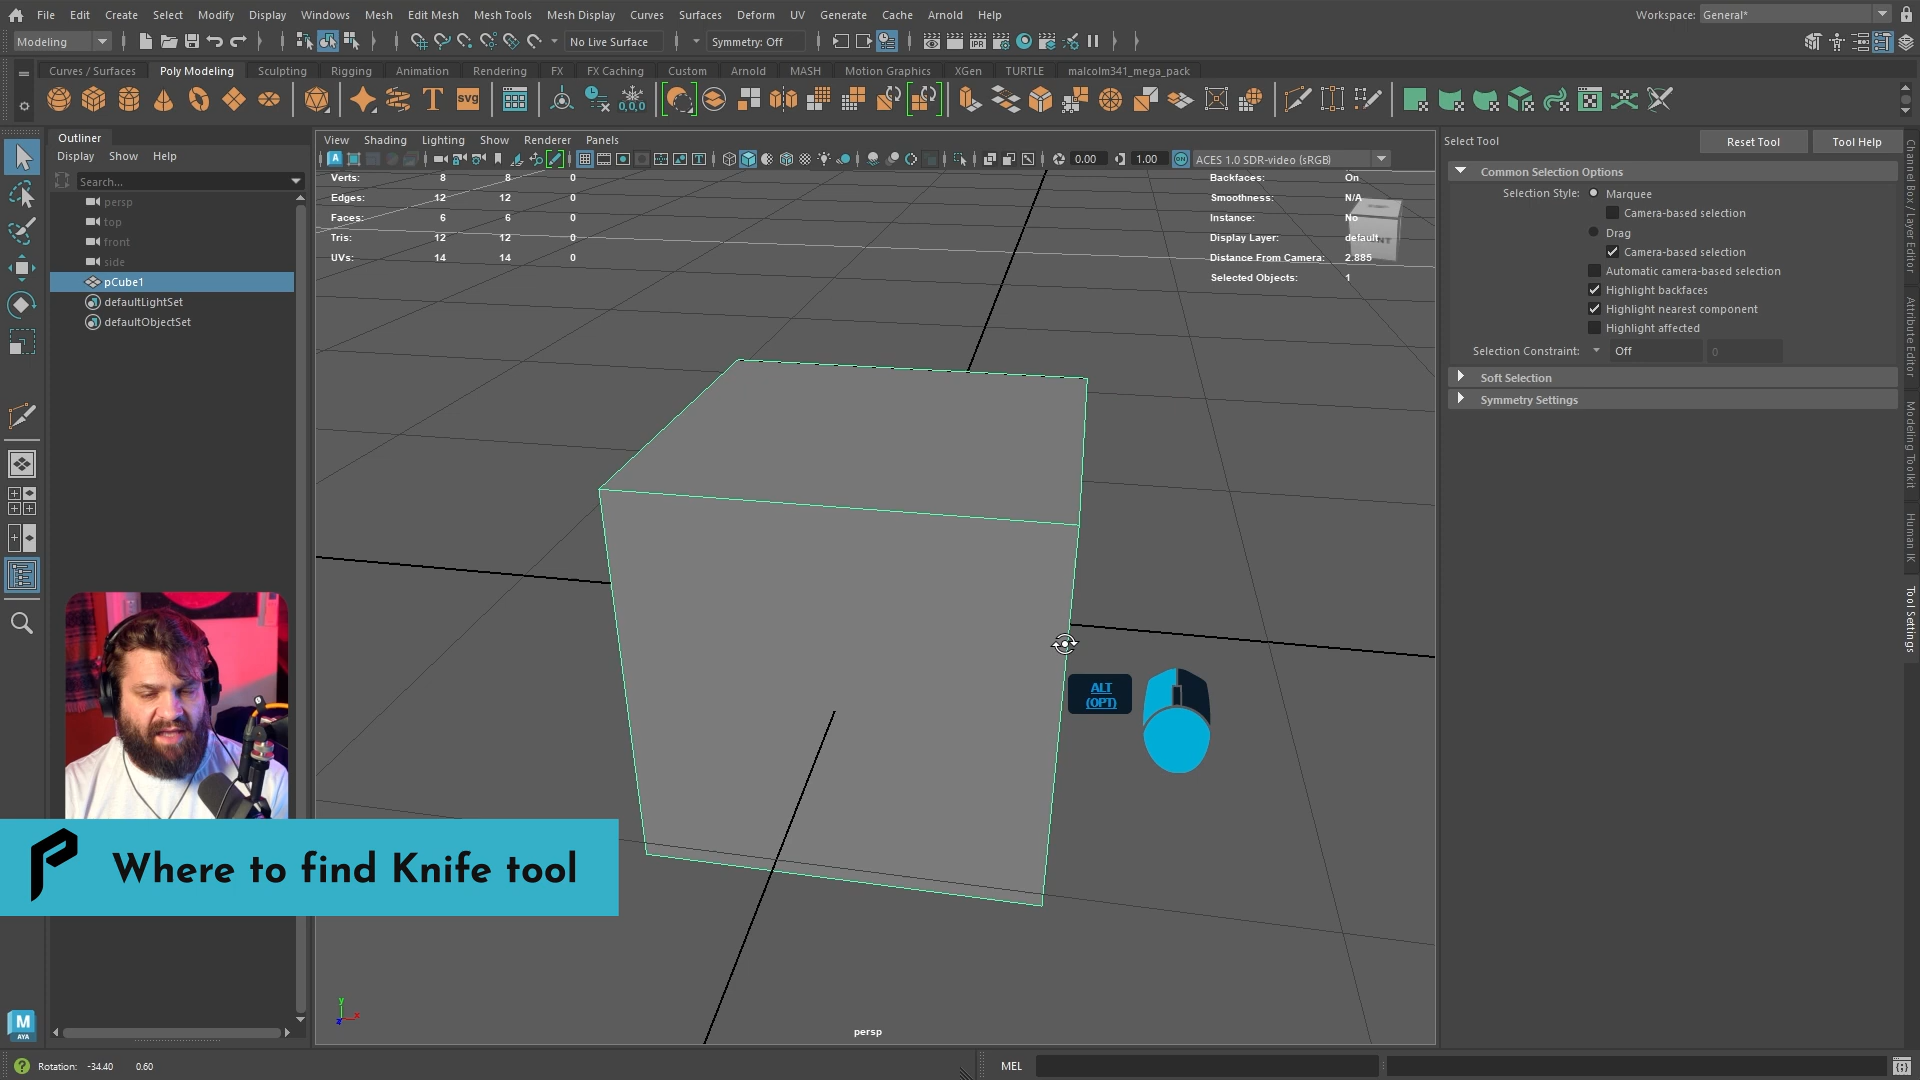 File Edit Create Select Modify Display Windows Mesh Edit Mesh Mesh Tools Mesh Display Curves Surfaces Deform UV Generate Cache Arnold Help
Workspace: General*
Modeling No Live Surface Symmetry: Off
Curves / Surfaces Poly Modeling Sculpting Rigging Animation Rendering FX FX Caching Custom Arnold MASH Motion Graphics XGen TURTLE malcolm341_mega_pack
T svg 0,0,0
Outliner
Display Show Help
Search...
persp
top
front
side
pCube1
defaultLightSet
defaultObjectSet
View Shading Lighting Show Renderer Panels
0.00 1.00 ACES 1.0 SDR-video (sRGB)
Verts: 8 8 0
Edges: 12 12 0
Faces: 6 6 0
Tris: 12 12 0
UVs: 14 14 0
Backfaces: On
Smoothness: N/A
Instance: No
Display Layer: default
Distance From Camera: 2.885
Selected Objects: 1
Select Tool
Reset Tool
Tool Help
Common Selection Options
Selection Style: Marquee
Camera-based selection
Drag
Camera-based selection
Automatic camera-based selection
Highlight backfaces
Highlight nearest component
Highlight affected
Selection Constraint: Off 0
Soft Selection
Symmetry Settings
Channel Box / Layer Editor
Attribute Editor
Modeling Toolkit
Human IK
Tool Settings
ALT
(OPT)
Where to find Knife tool
y
x
z
persp
M
AYA
Rotation: -34.40 0.60
MEL